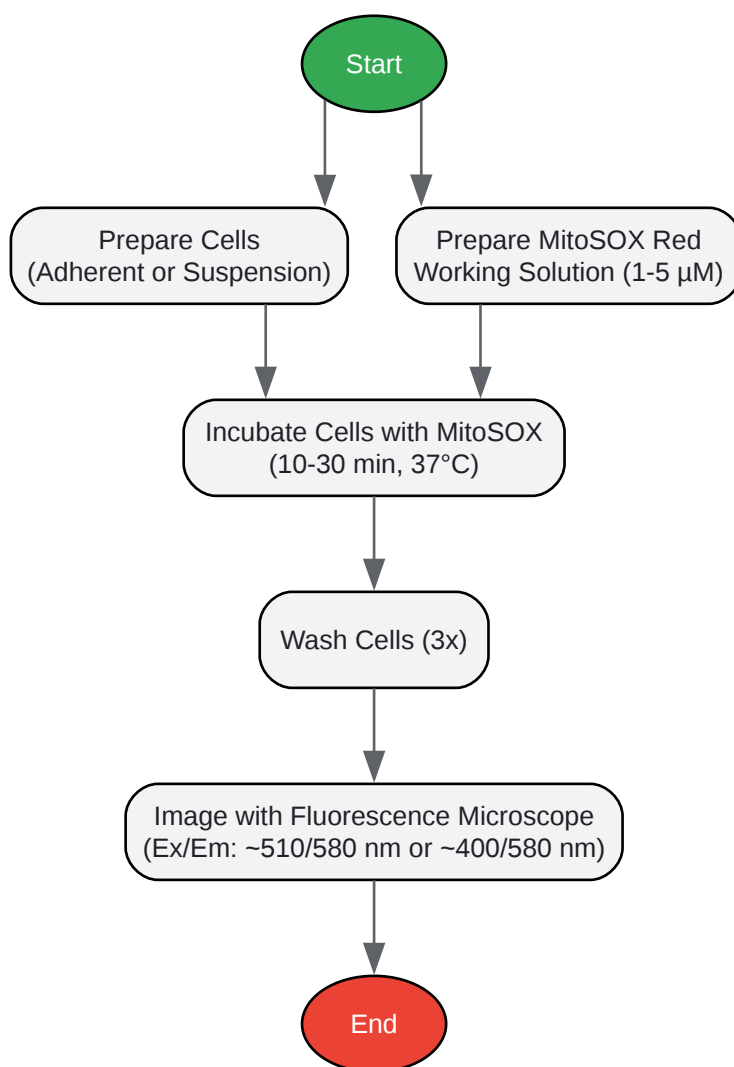 Start
Prepare Cells
(Adherent or Suspension)
Prepare MitoSOX Red
Working Solution (1-5 µM)
Incubate Cells with MitoSOX
(10-30 min, 37°C)
Wash Cells (3x)
Image with Fluorescence Microscope
(Ex/Em: ~510/580 nm or ~400/580 nm)
End